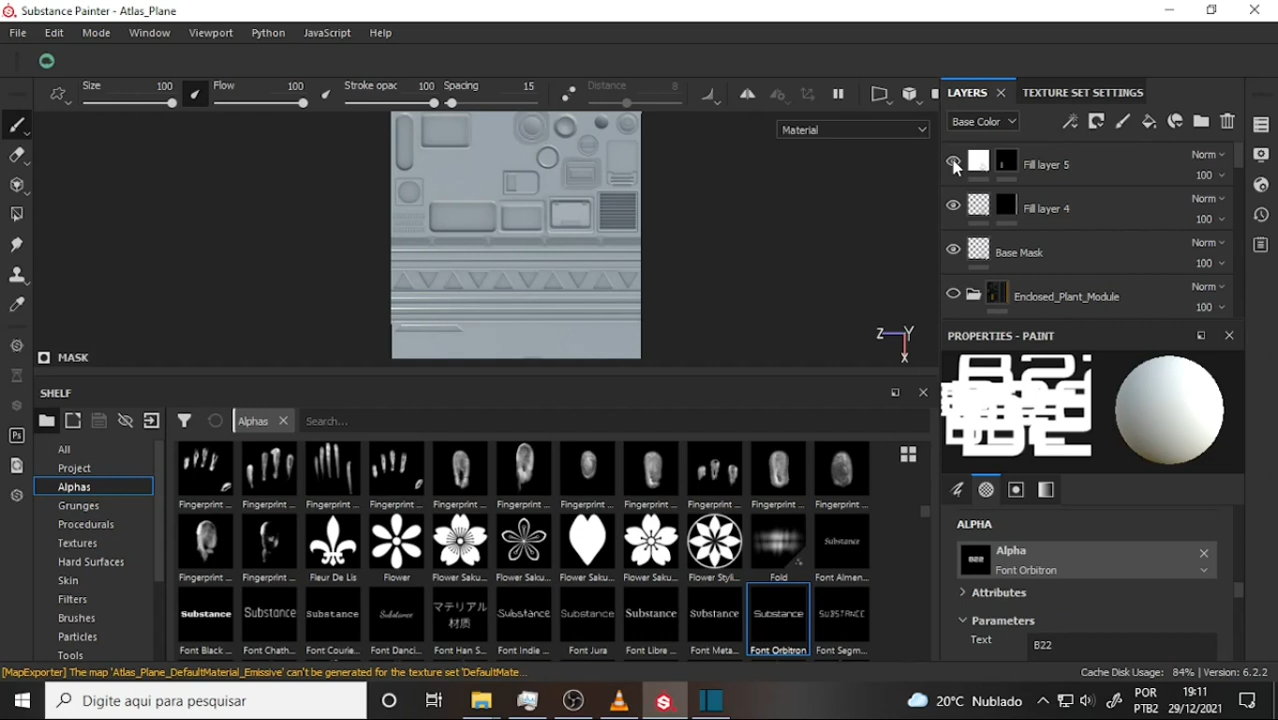 Substance Painter - Atlas_Plane
File Edit Mode Window Viewport Python JavaScript Help
Size 100 Flow 100 Stroke opac 100 Spacing 15 Distance 8
LAYERS TEXTURE SET SETTINGS
Base Color
Material
Fill layer 5 Norm 100
Fill layer 4 Norm 100
Base Mask Norm 100
Enclosed_Plant_Module Norm 100
Z Y X
MASK
PROPERTIES - PAINT
SHELF
Alphas Search...
All
Project
Alphas
Grunges
Procedurals
Textures
Hard Surfaces
Skin
Filters
Brushes
Particles
Tools
Fingerprint ... Fingerprint ... Fingerprint ... Fingerprint ... Fingerprint ... Fingerprint ... Fingerprint ... Fingerprint ... Fingerprint ... Fingerprint ... Fingerprint ...
Substance
Fingerprint ... Fingerprint ... Fleur De Lis Flower Flower Saku... Flower Saku... Flower Saku... Flower Saku... Flower Styli... Fold Font Almen...
Substance Substance Substance Substance マテリアル材质 Substance Substance Substance Substance Substance SUBSTANCE
Font Black ... Font Chath... Font Courie... Font Danci... Font Han S... Font Indie ... Font Jura Font Libre ... Font Meta... Font Orbitron Font Segm...
ALPHA
Alpha
Font Orbitron
B22
Attributes
Parameters
Text B22
[MapExporter] The map 'Atlas_Plane_DefaultMaterial_Emissive' can't be generated for the texture set 'DefaultMate...
Cache Disk Usage: 84% | Version: 6.2.2
Digite aqui para pesquisar
Ps
20°C Nublado
POR
PTB2
19:11
29/12/2021